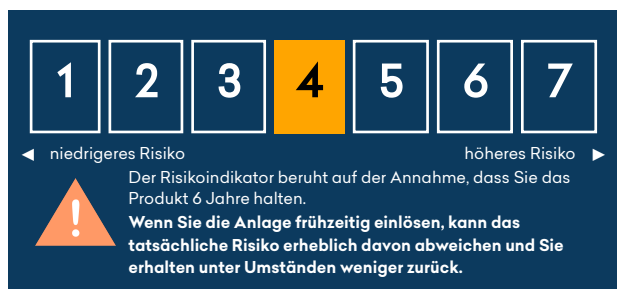 1 2 3 4 5 6 7
◀ niedrigeres Risiko höheres Risiko ▶
Der Risikoindikator beruht auf der Annahme, dass Sie das
Produkt 6 Jahre halten.
Wenn Sie die Anlage frühzeitig einlösen, kann das
tatsächliche Risiko erheblich davon abweichen und Sie
erhalten unter Umständen weniger zurück.
!